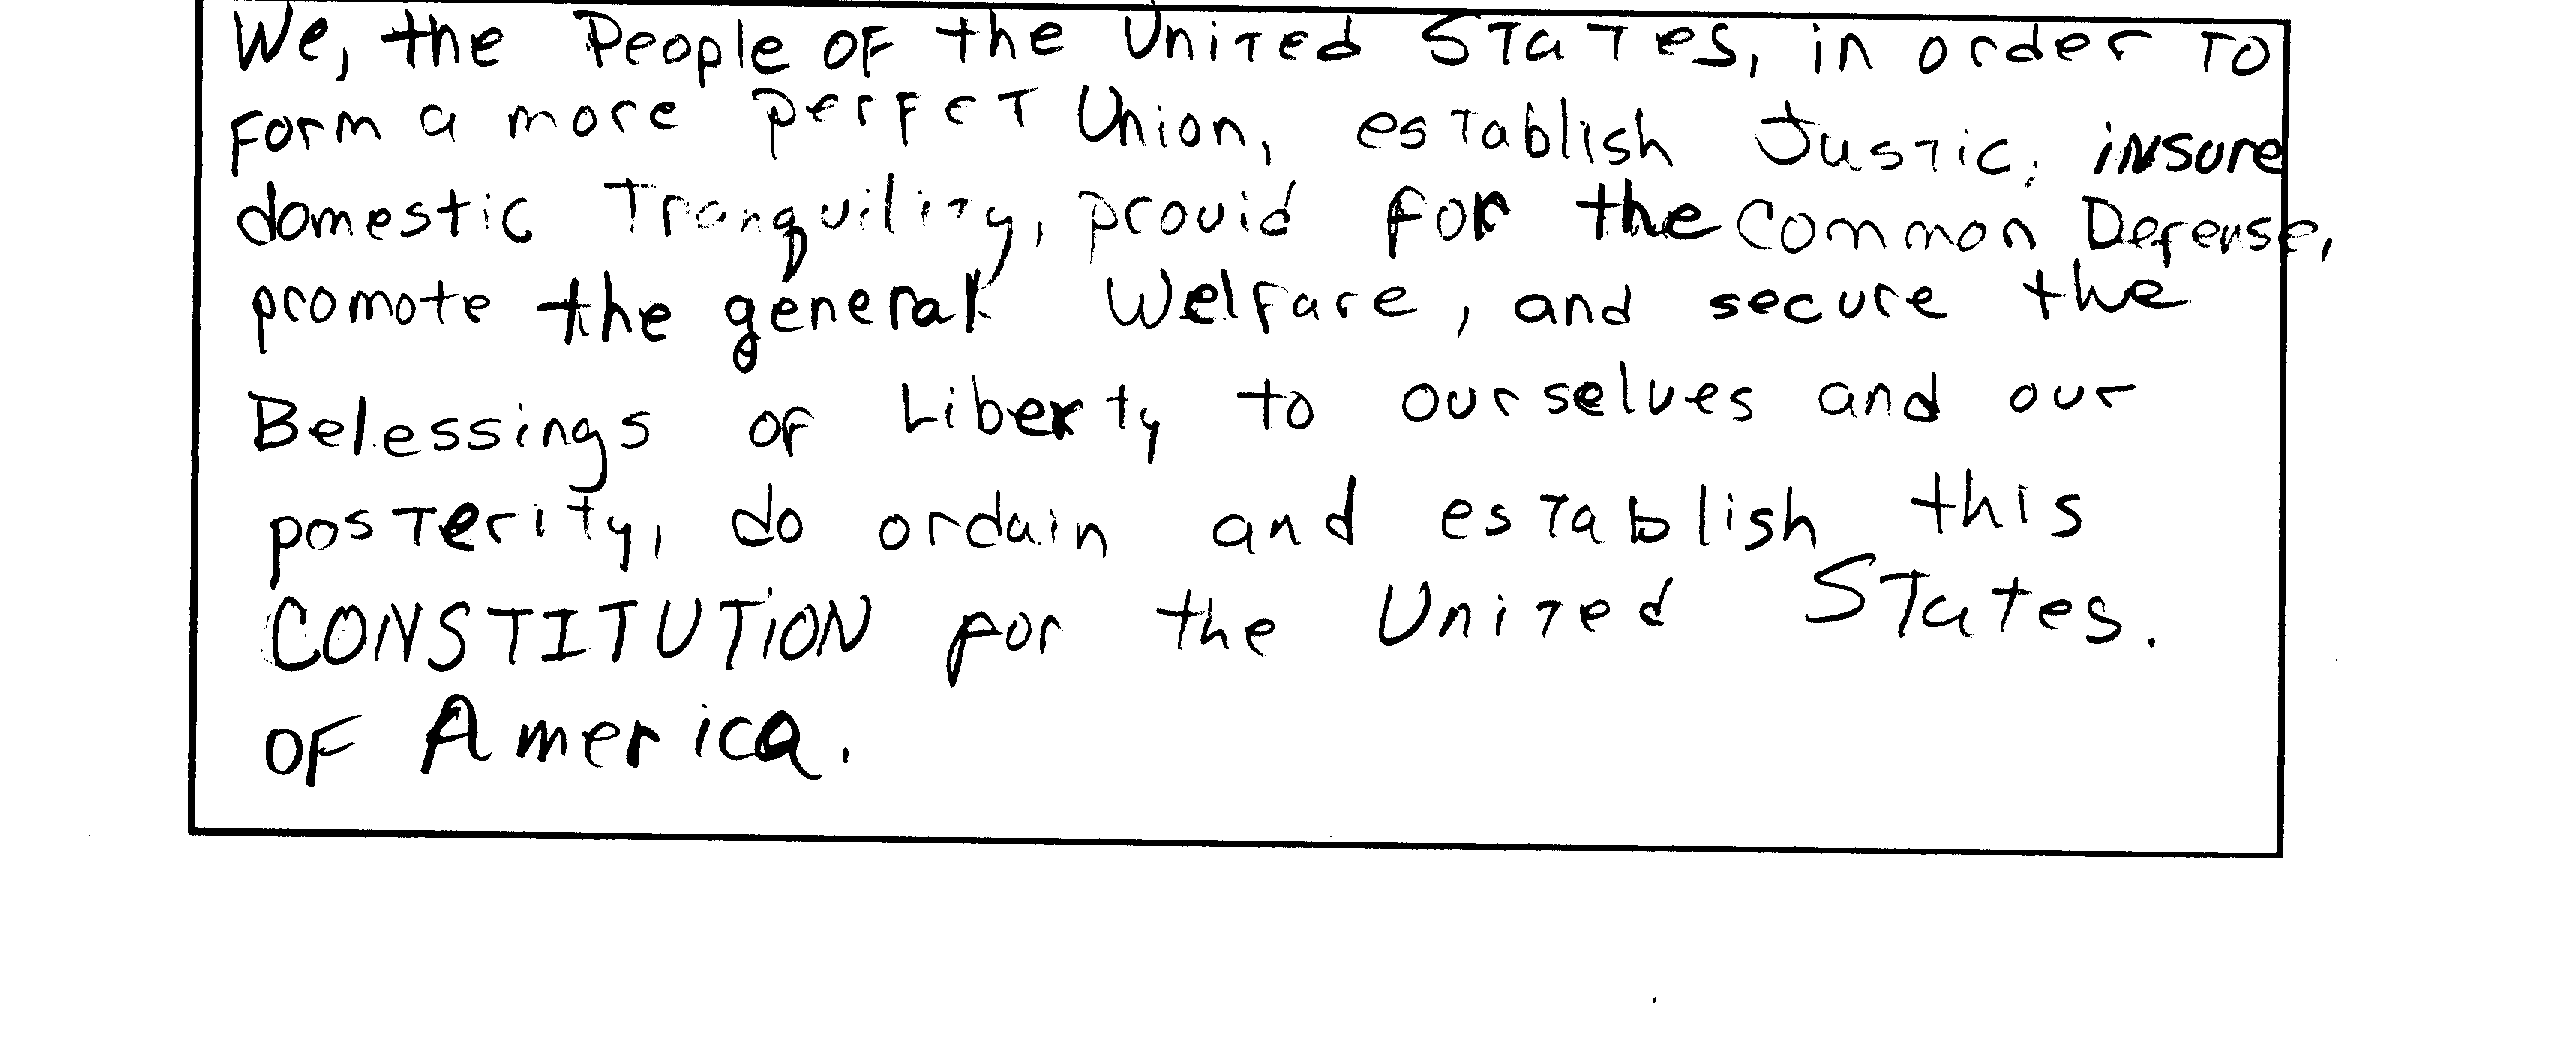 We, the People of the United States, in order to
form a more perfect Union, establish Justic, insure
domestic Tranquility, provid for the Common Defense,
promote the general Welfare, and secure the
Belessings of Liberty to ourselves and our
posterity, do ordain and establish this
CONSTITUTION for the United States.
of America.